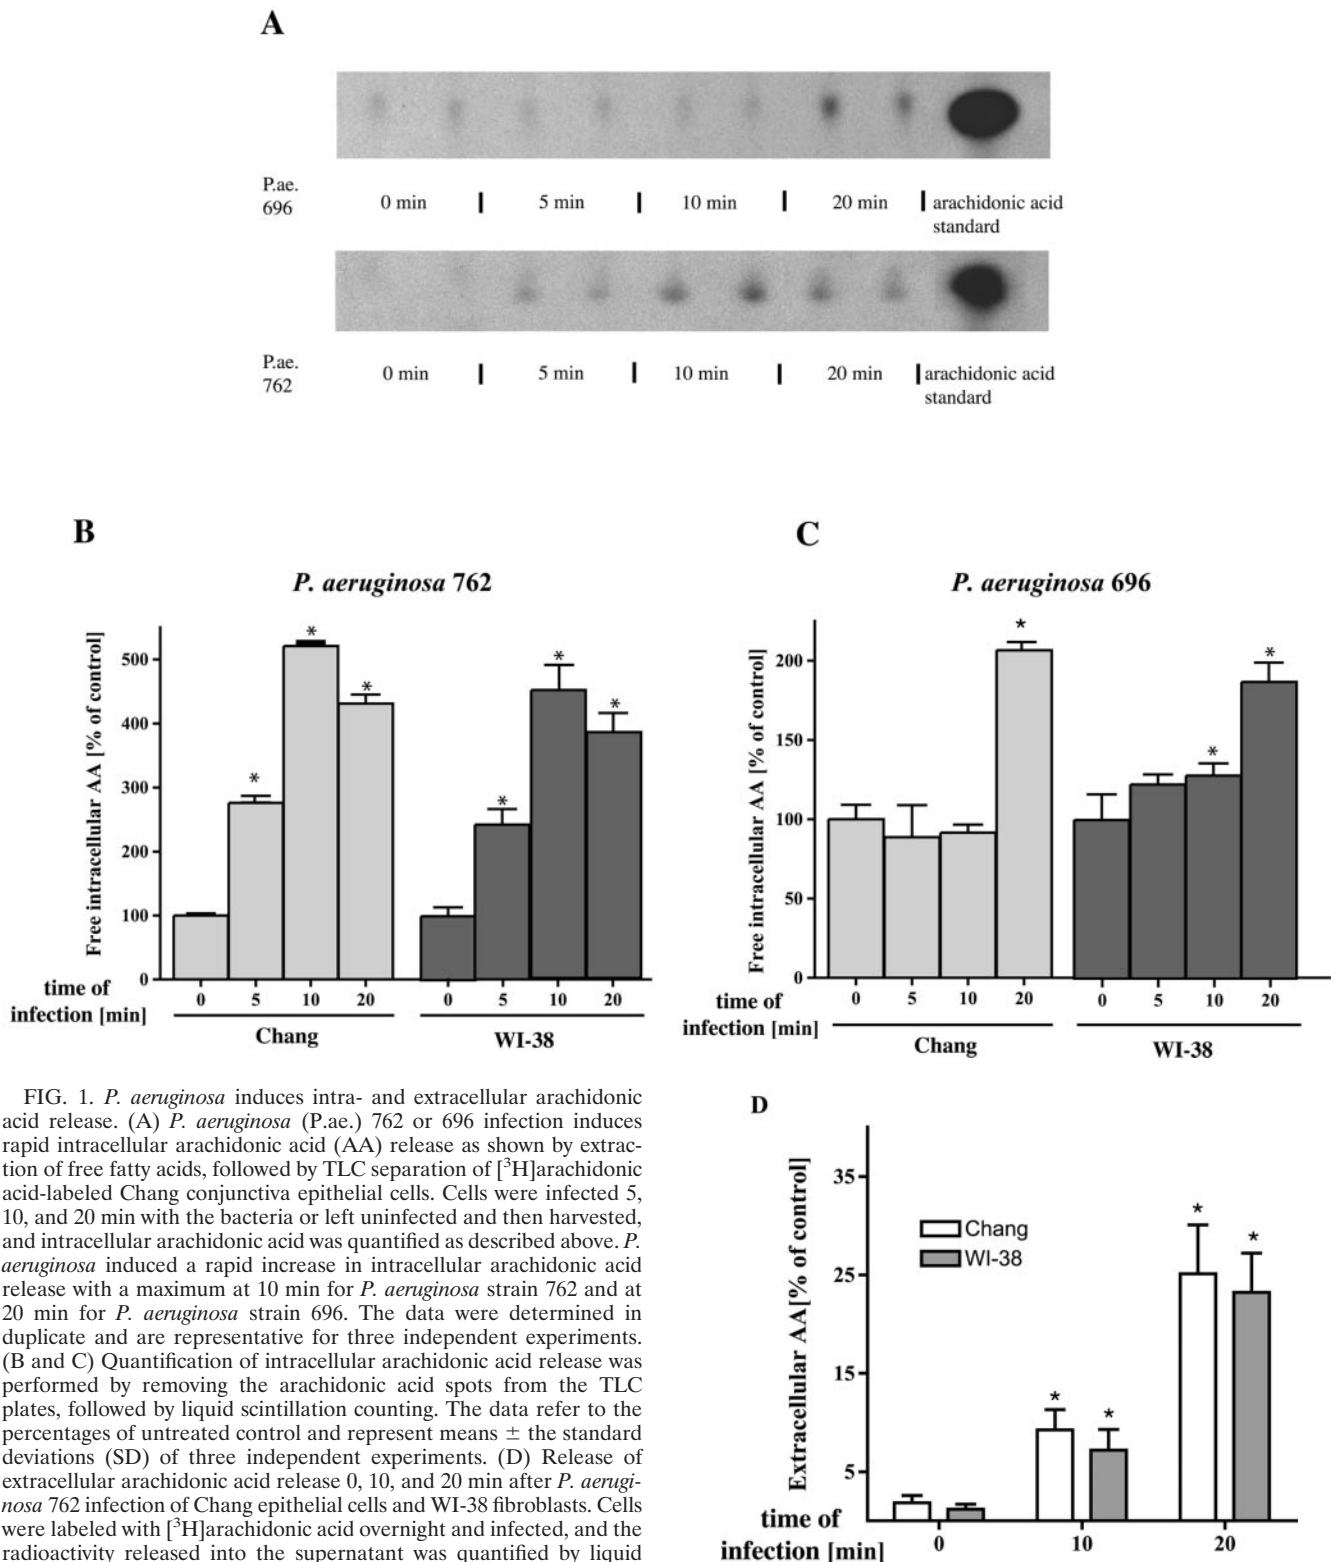 A
P.ae.
696
0 min
5 min
10 min
20 min
arachidonic acid
standard
P.ae.
762
0 min
5 min
10 min
20 min
arachidonic acid
standard
B
P. aeruginosa 762
Free intracellular AA [% of control]
500
400
300
200
100
0
* * * * * *
time of
infection [min]
0 5 10 20 0 5 10 20
Chang WI-38
C
P. aeruginosa 696
Free intracellular AA [% of control]
200
150
100
50
0
* * *
time of
infection [min]
0 5 10 20 0 5 10 20
Chang WI-38
FIG. 1. P. aeruginosa induces intra- and extracellular arachidonic
acid release. (A) P. aeruginosa (P.ae.) 762 or 696 infection induces
rapid intracellular arachidonic acid (AA) release as shown by extrac-
tion of free fatty acids, followed by TLC separation of [³H]arachidonic
acid-labeled Chang conjunctiva epithelial cells. Cells were infected 5,
10, and 20 min with the bacteria or left uninfected and then harvested,
and intracellular arachidonic acid was quantified as described above. P.
aeruginosa induced a rapid increase in intracellular arachidonic acid
release with a maximum at 10 min for P. aeruginosa strain 762 and at
20 min for P. aeruginosa strain 696. The data were determined in
duplicate and are representative for three independent experiments.
(B and C) Quantification of intracellular arachidonic acid release was
performed by removing the arachidonic acid spots from the TLC
plates, followed by liquid scintillation counting. The data refer to the
percentages of untreated control and represent means ± the standard
deviations (SD) of three independent experiments. (D) Release of
extracellular arachidonic acid release 0, 10, and 20 min after P. aerugi-
nosa 762 infection of Chang epithelial cells and WI-38 fibroblasts. Cells
were labeled with [³H]arachidonic acid overnight and infected, and the
radioactivity released into the supernatant was quantified by liquid
D
Extracellular AA[% of control]
35
25
15
5
Chang
WI-38
* * * *
time of
infection [min]
0 10 20